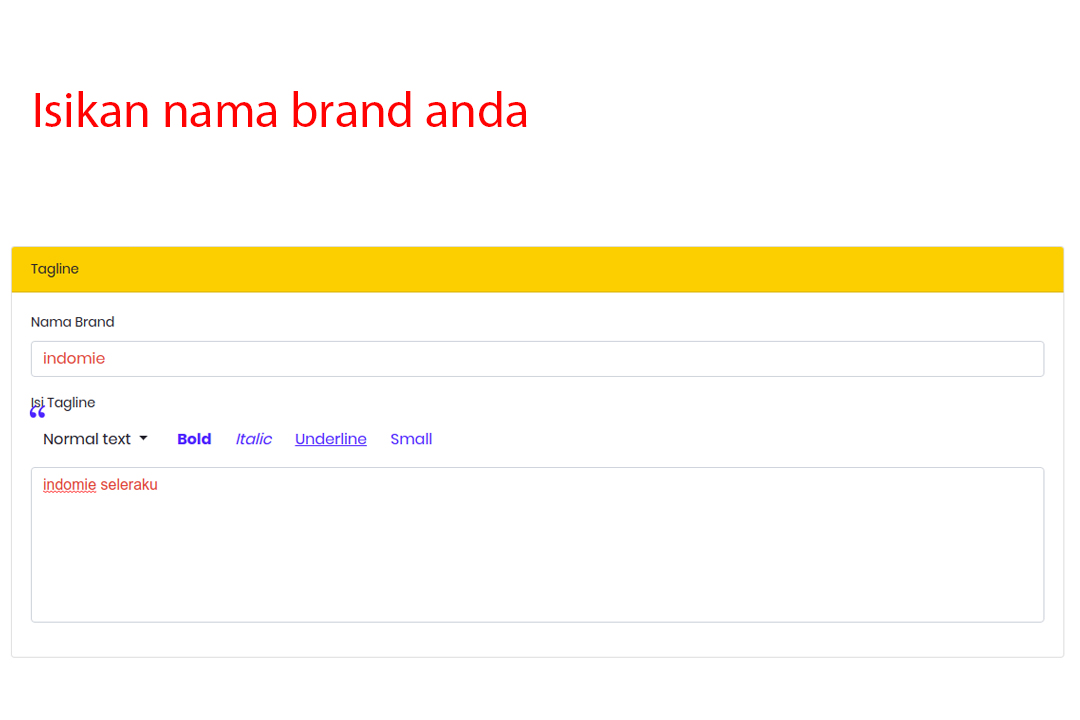 Isikan nama brand anda
Tagline
Nama Brand
indomie
Isi Tagline
“
Normal text Bold Italic Underline Small
indomie seleraku